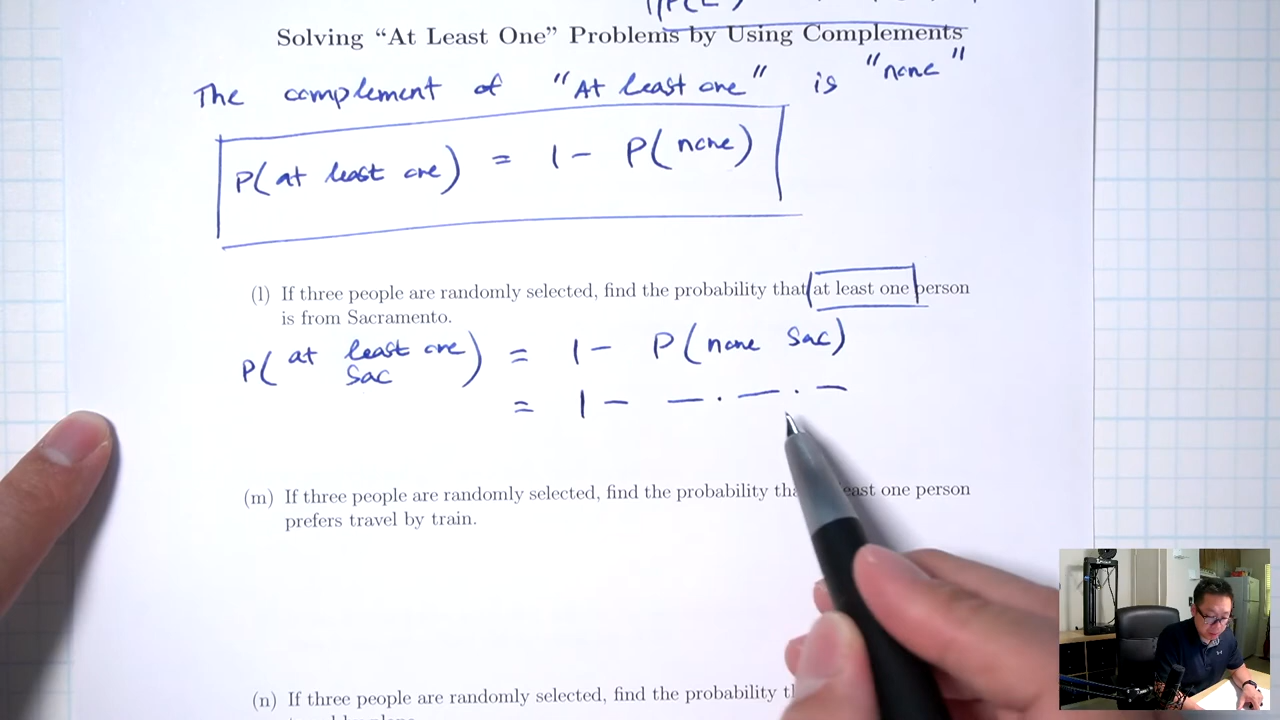 Solving “At Least One” Problems by Using Complements
The complement of "At least one" is "none"
P(at least one) = 1 - P(none)
(l) If three people are randomly selected, find the probability that at least one person
is from Sacramento.
P(at least one Sac) = 1 - P(none Sac)
= 1 - — . — . —
(m) If three people are randomly selected, find the probability tha east one person
prefers travel by train.
(n) If three people are randomly selected, find the probability t